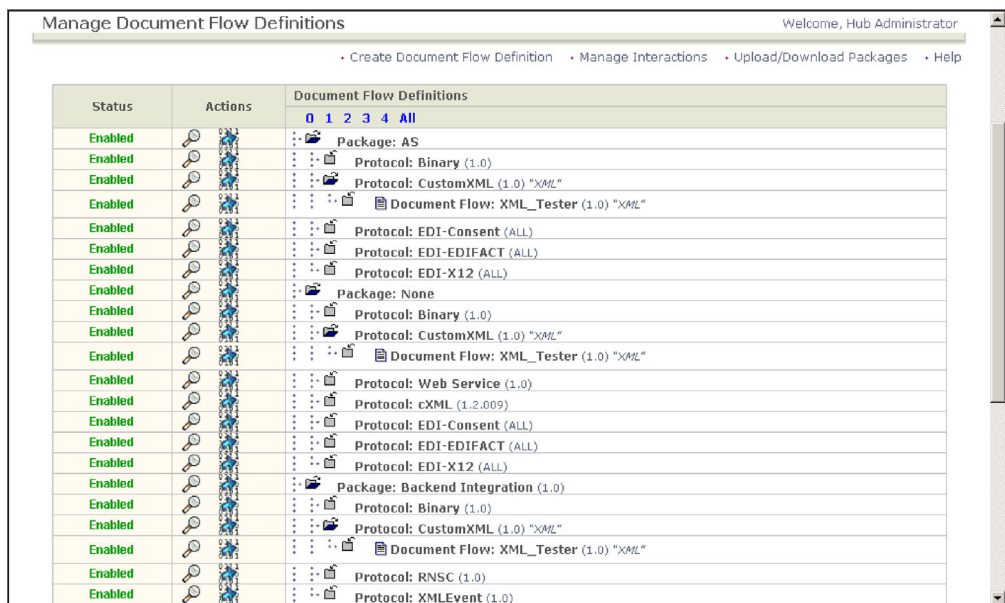 Manage Document Flow Definitions
Welcome, Hub Administrator
Create Document Flow Definition Manage Interactions Upload/Download Packages Help
Status Actions Document Flow Definitions
0 1 2 3 4 All
Enabled Package: AS
Enabled Protocol: Binary (1.0)
Enabled Protocol: CustomXML (1.0) "XML"
Enabled Document Flow: XML_Tester (1.0) "XML"
Enabled Protocol: EDI-Consent (ALL)
Enabled Protocol: EDI-EDIFACT (ALL)
Enabled Protocol: EDI-X12 (ALL)
Enabled Package: None
Enabled Protocol: Binary (1.0)
Enabled Protocol: CustomXML (1.0) "XML"
Enabled Document Flow: XML_Tester (1.0) "XML"
Enabled Protocol: Web Service (1.0)
Enabled Protocol: cXML (1.2.009)
Enabled Protocol: EDI-Consent (ALL)
Enabled Protocol: EDI-EDIFACT (ALL)
Enabled Protocol: EDI-X12 (ALL)
Enabled Package: Backend Integration (1.0)
Enabled Protocol: Binary (1.0)
Enabled Protocol: CustomXML (1.0) "XML"
Enabled Document Flow: XML_Tester (1.0) "XML"
Enabled Protocol: RNSC (1.0)
Enabled Protocol: XMLEvent (1.0)